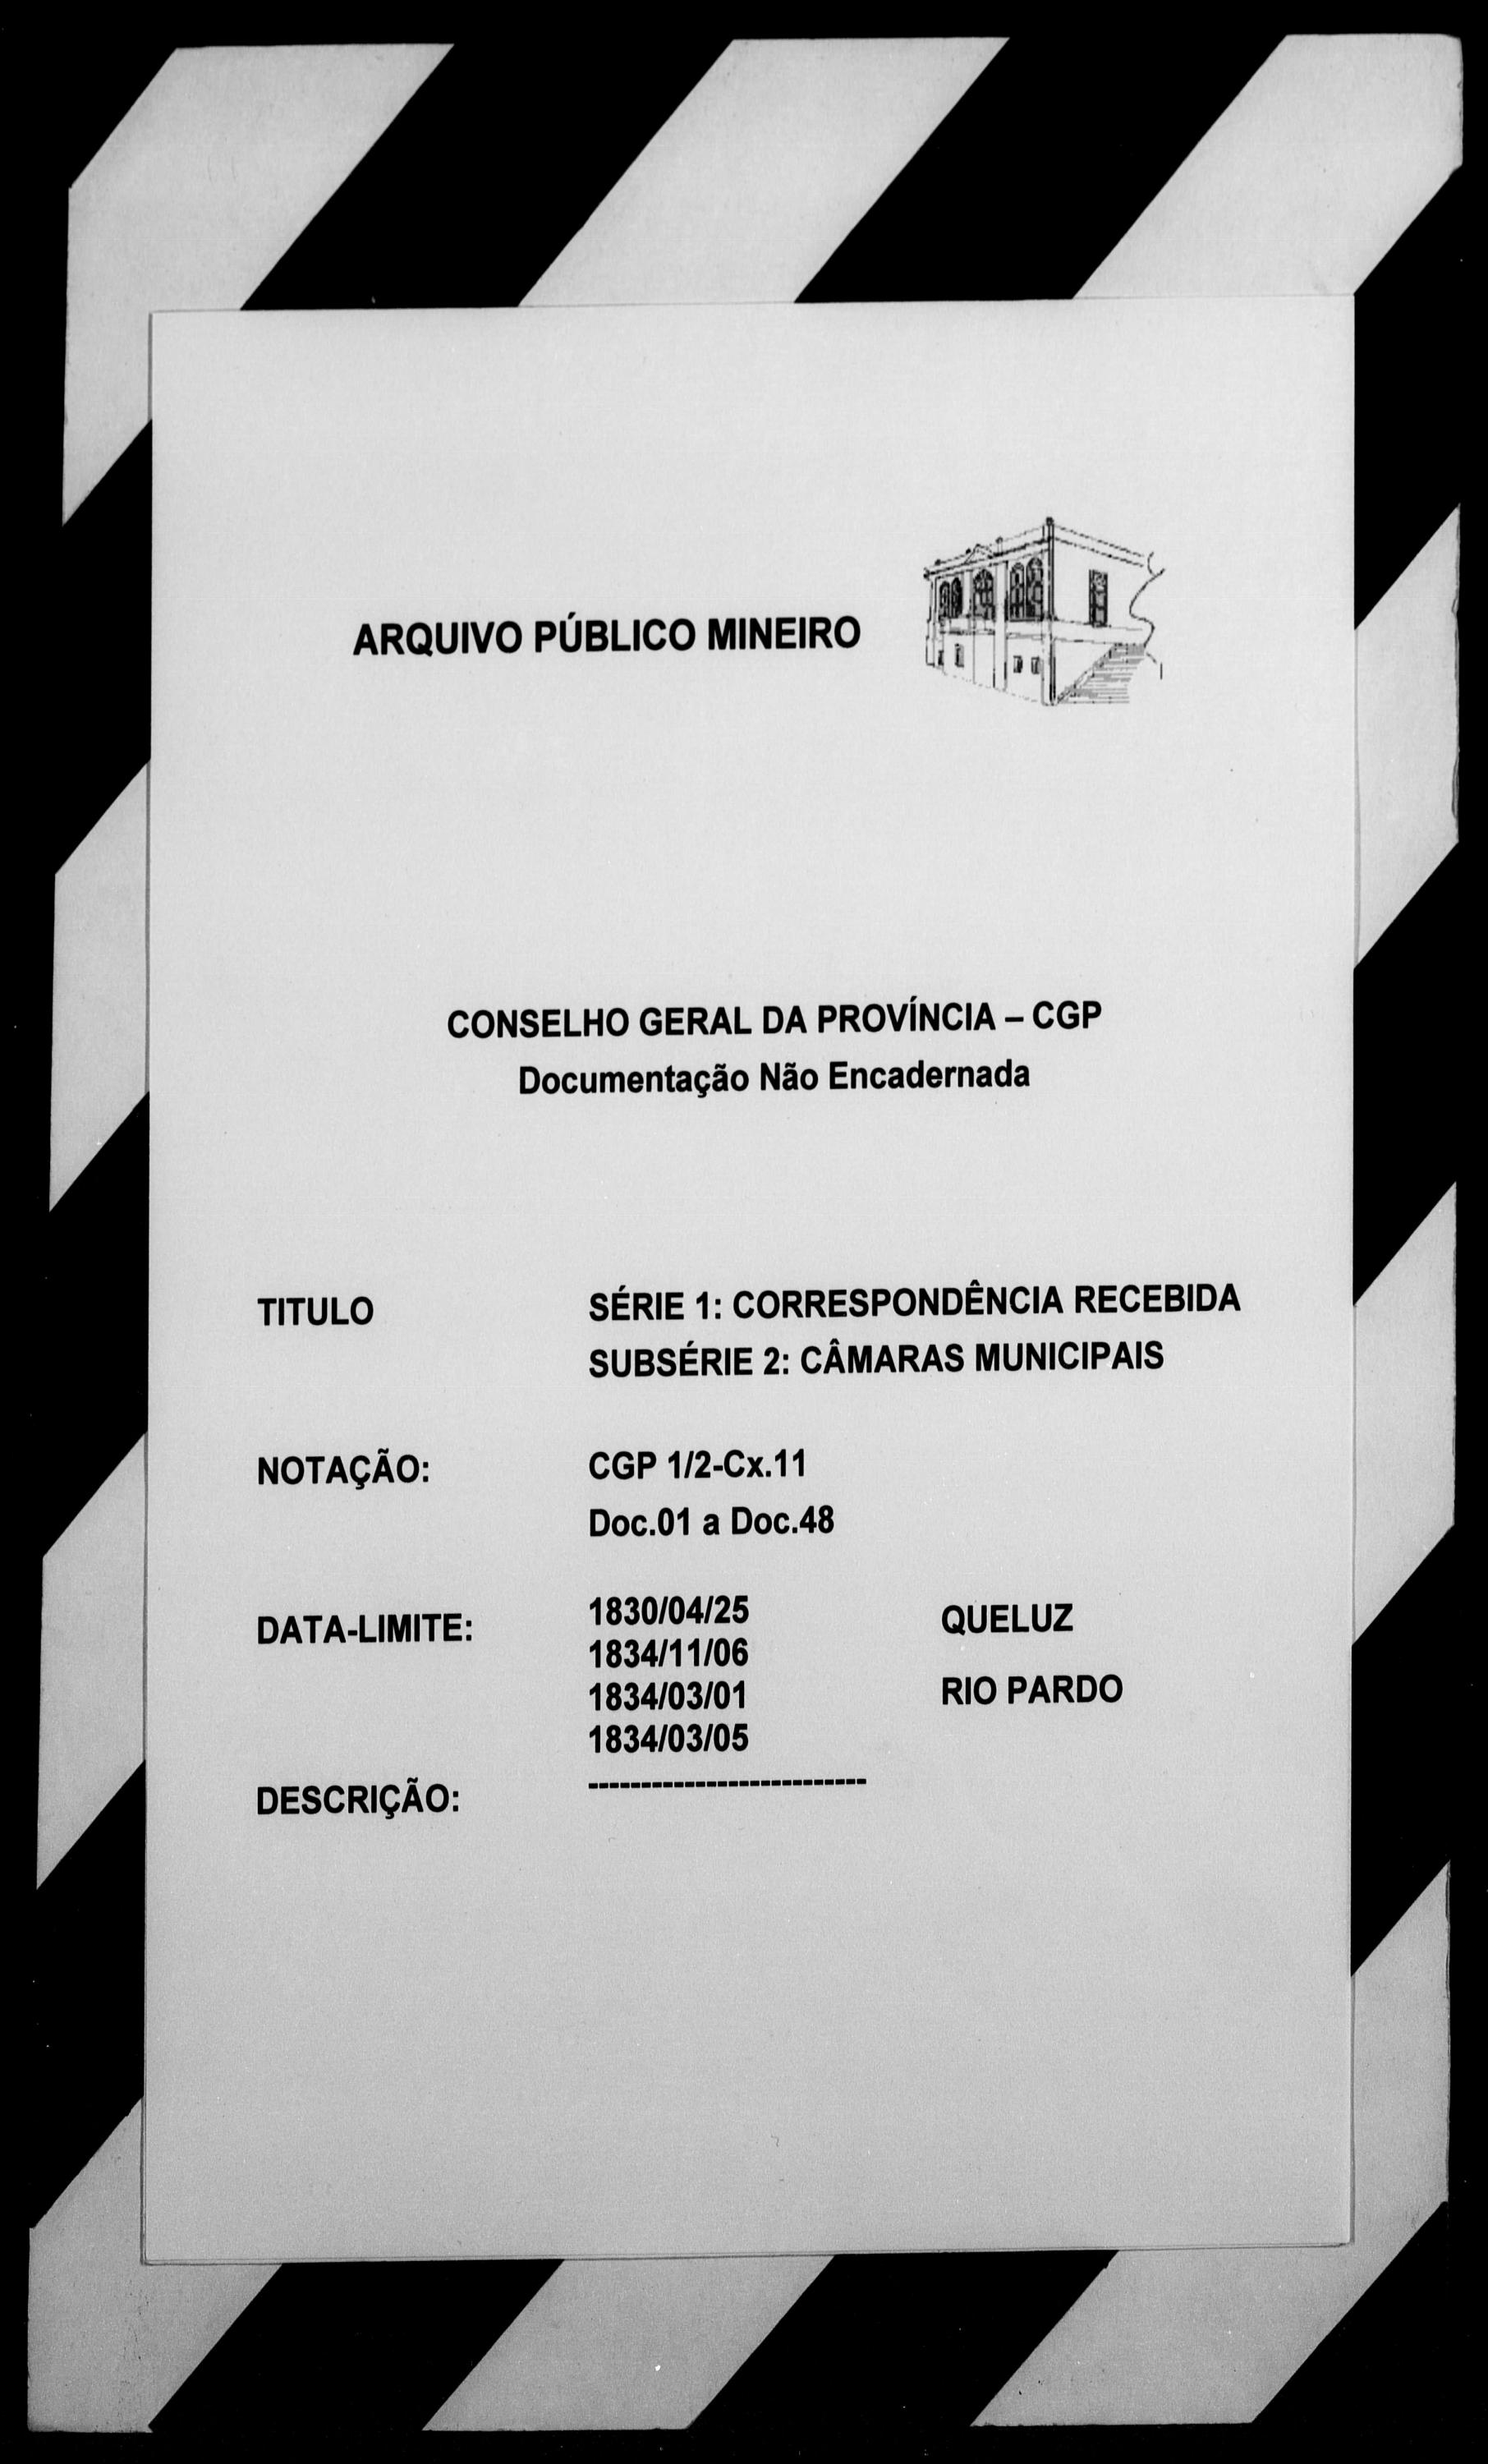 ARQUIVO PÚBLICO MINEIRO
CONSELHO GERAL DA PROVÍNCIA – CGP
Documentação Não Encadernada
TITULO SÉRIE 1: CORRESPONDÊNCIA RECEBIDA
SUBSÉRIE 2: CÂMARAS MUNICIPAIS
NOTAÇÃO: CGP 1/2-Cx.11
Doc.01 a Doc.48
DATA-LIMITE: 1830/04/25 QUELUZ
1834/11/06
1834/03/01 RIO PARDO
1834/03/05
DESCRIÇÃO: --------------------------